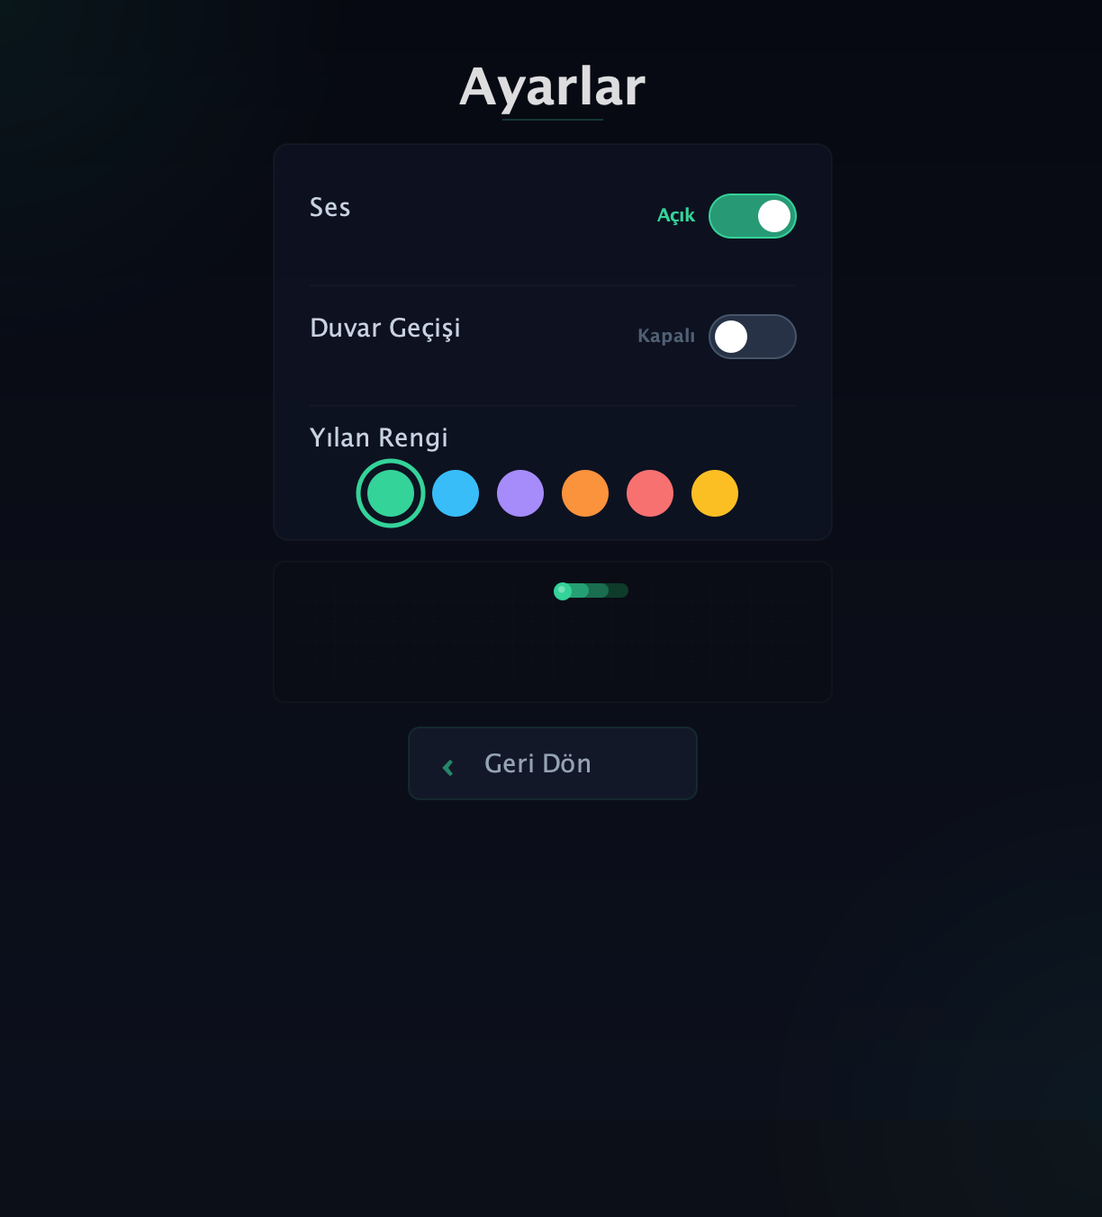 Ayarlar
Ses
Açık
Duvar Geçişi
Kapalı
Yılan Rengi
Geri Dön